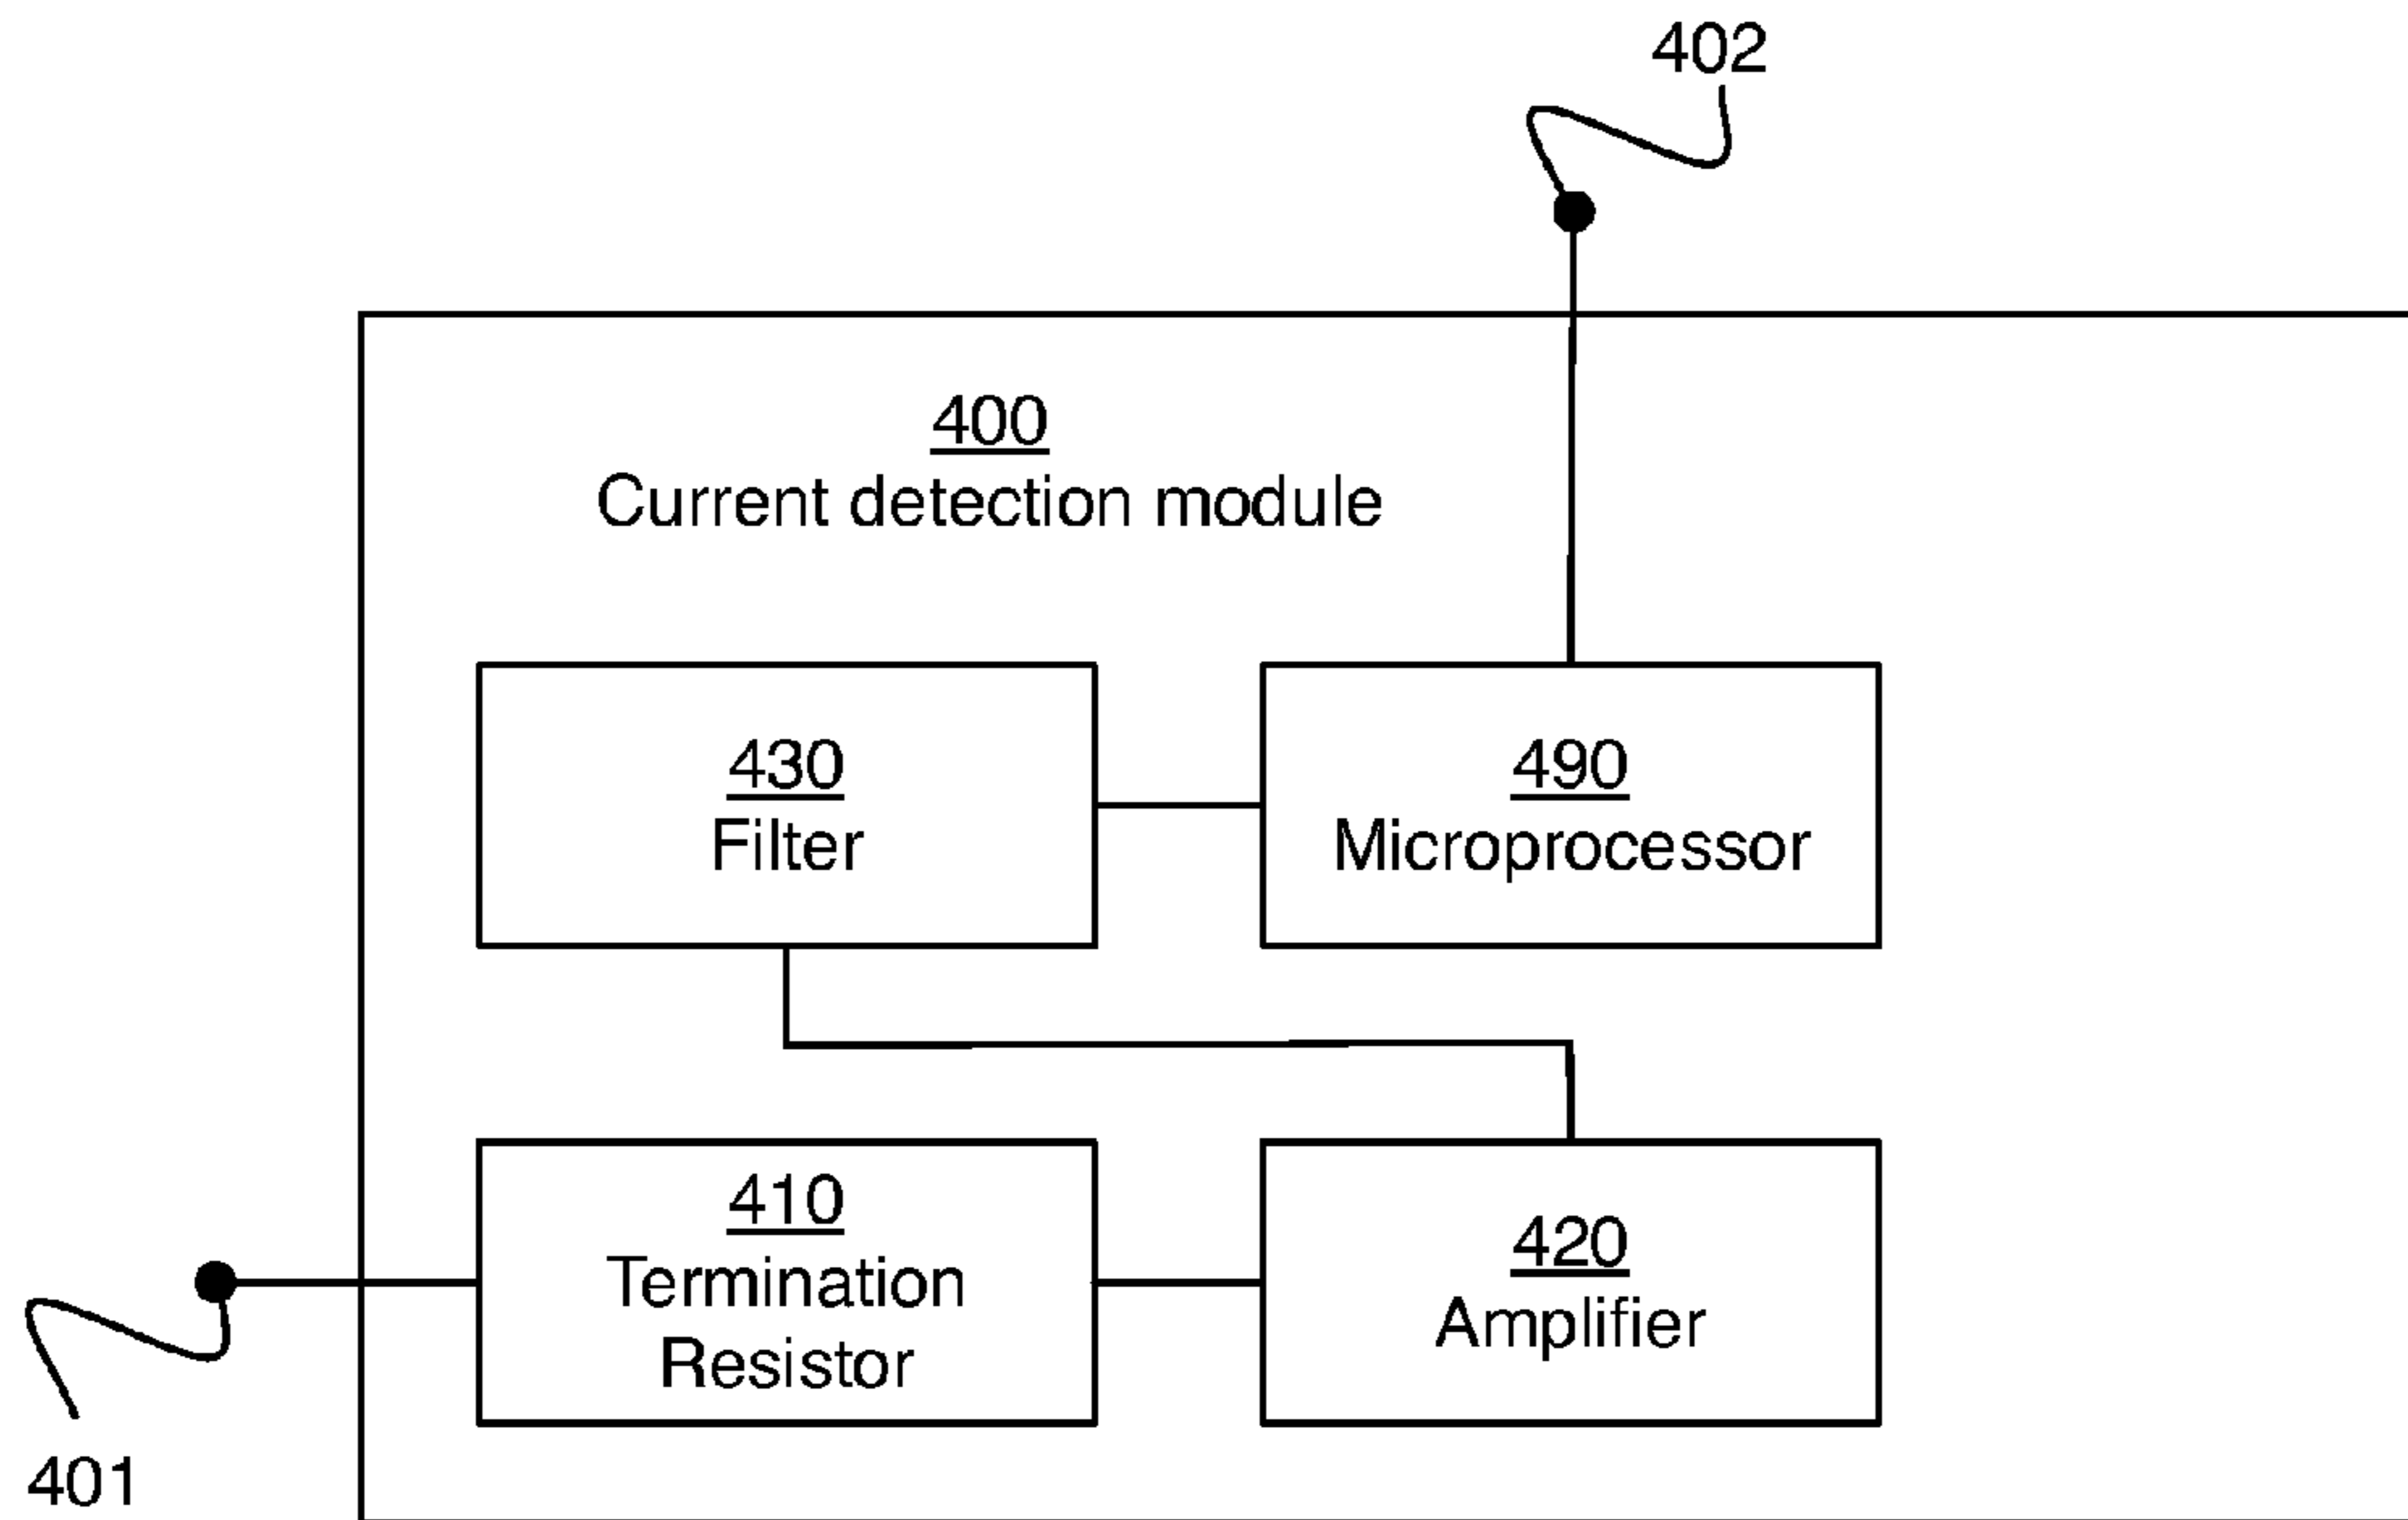 402
400
Current detection module
430
Filter
490
Microprocessor
410
Termination
Resistor
420
Amplifier
401